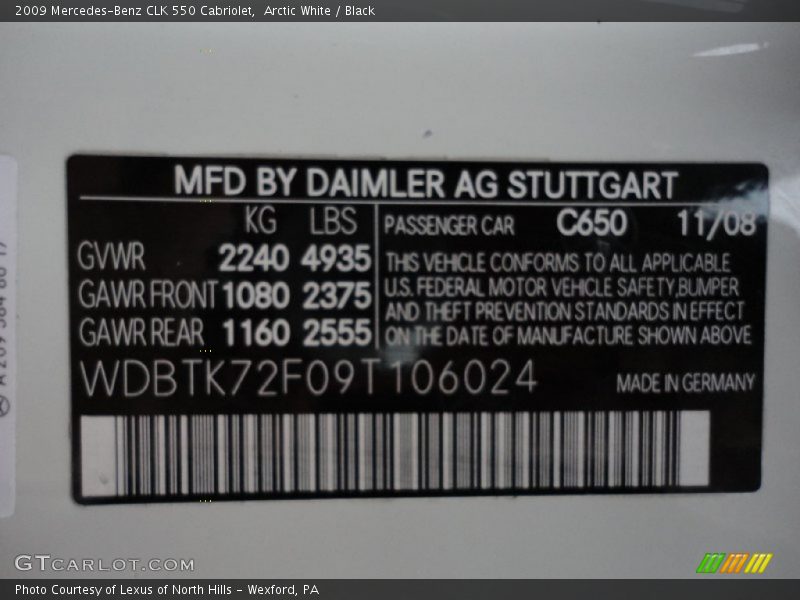 2009 Mercedes-Benz CLK 550 Cabriolet, Arctic White / Black
MFD BY DAIMLER AG STUTTGART
KG LBS
GVWR 2240 4935
GAWR FRONT 1080 2375
GAWR REAR 1160 2555
PASSENGER CAR C650 11/08
THIS VEHICLE CONFORMS TO ALL APPLICABLE
U.S. FEDERAL MOTOR VEHICLE SAFETY,BUMPER
AND THEFT PREVENTION STANDARDS IN EFFECT
ON THE DATE OF MANUFACTURE SHOWN ABOVE
WDBTK72F09T106024
MADE IN GERMANY
GTCARLOT.COM
Photo Courtesy of Lexus of North Hills - Wexford, PA